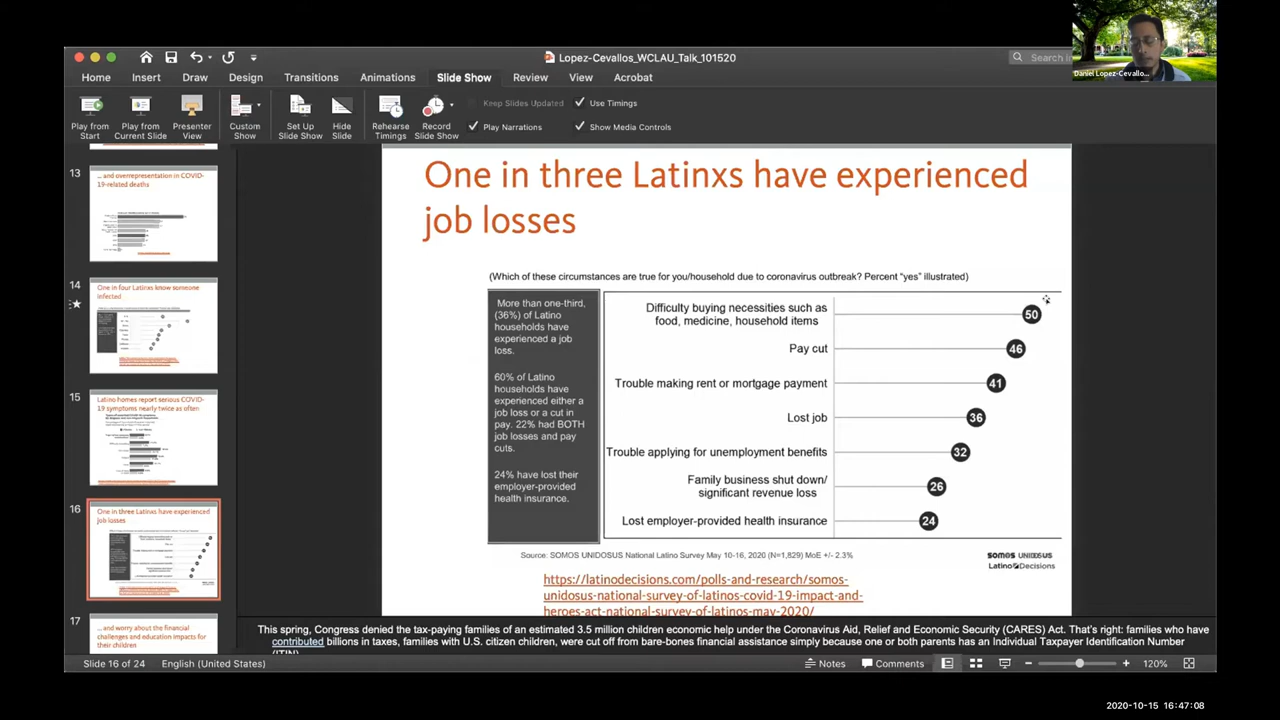 Lopez-Cevallos_WCLAU_Talk_101520
Search
Daniel Lopez-Cevallo...
Home Insert Draw Design Transitions Animations Slide Show Review View Acrobat
Play from Start
Play from Current Slide
Presenter View
Custom Show
Set Up Slide Show
Hide Slide
Rehearse Timings
Record Slide Show
Keep Slides Updated
Use Timings
Play Narrations
Show Media Controls
13
... and overrepresentation in COVID-
19-related deaths
14
One in four Latinxs know someone
infected
15
Latino homes report serious COVID-
19 symptoms nearly twice as often
16
One in three Latinxs have experienced
job losses
17
... and worry about the financial
challenges and education impacts for
their children
One in three Latinxs have experienced
job losses
(Which of these circumstances are true for you/household due to coronavirus outbreak? Percent “yes” illustrated)
More than one-third,
(36%) of Latino
households have
experienced a job
loss.
60% of Latino
households have
experienced either a
job loss or a cut in
pay. 22% had BOTH
job losses and pay
cuts.
24% have lost their
employer-provided
health insurance.
Difficulty buying necessities such as
food, medicine, household items
50
Pay cut
46
Trouble making rent or mortgage payment
41
Lost job
36
Trouble applying for unemployment benefits
32
Family business shut down/
significant revenue loss
26
Lost employer-provided health insurance
24
Source: SOMOS UNIDOSUS National Latino Survey May 10-16, 2020 (N=1,829) MoE +/- 2.3%
SOMOS UNIDOSUS
Latino Decisions
https://latinodecisions.com/polls-and-research/somos-
unidosus-national-survey-of-latinos-covid-19-impact-and-
heroes-act-national-survey-of-latinos-may-2020/
This spring, Congress denied the tax-paying families of an estimated 3.5 million children economic help under the Coronavirus Aid, Relief and Economic Security (CARES) Act. That's right: families who have
contributed billions in taxes, families with U.S. citizen children, were cut off from bare-bones financial assistance simply because one or both parents has an Individual Taxpayer Identification Number
(ITIN)
Slide 16 of 24 English (United States) Notes Comments 120%
2020-10-15 16:47:08